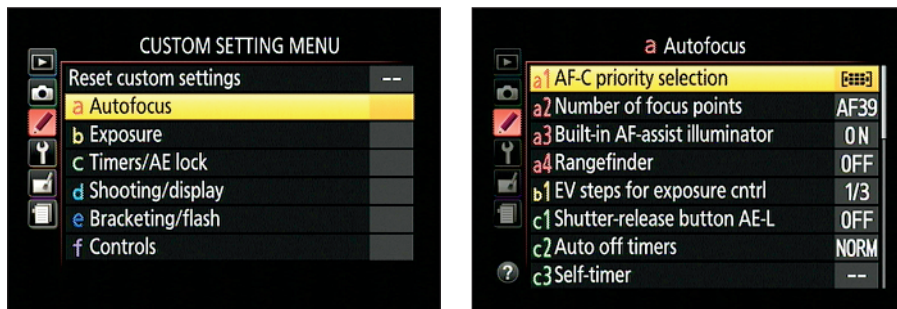 CUSTOM SETTING MENU
Reset custom settings --
a Autofocus
b Exposure
c Timers/AE lock
d Shooting/display
e Bracketing/flash
f Controls
a Autofocus
a1 AF-C priority selection
a2 Number of focus points AF39
a3 Built-in AF-assist illuminator ON
a4 Rangefinder OFF
b1 EV steps for exposure cntrl 1/3
c1 Shutter-release button AE-L OFF
c2 Auto off timers NORM
? c3 Self-timer --